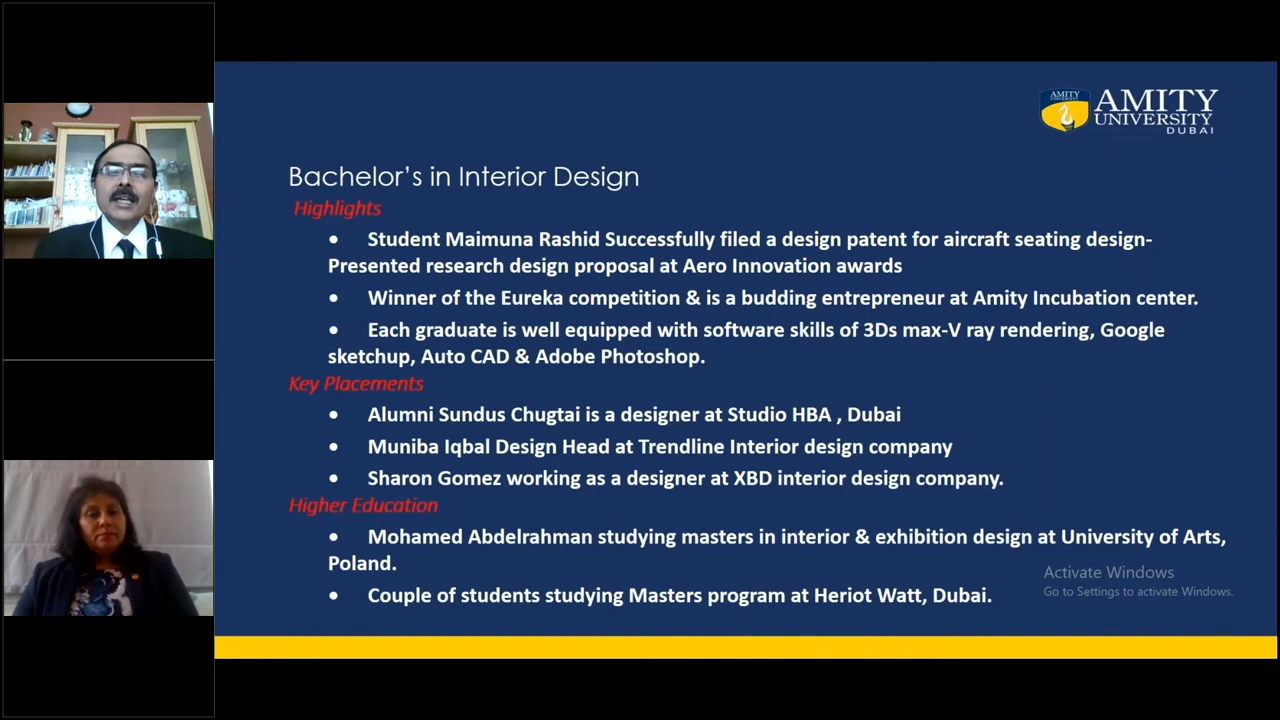 AMITY
UNIVERSITY
AMITY
UNIVERSITY
DUBAI
Bachelor's in Interior Design
Highlights
• Student Maimuna Rashid Successfully filed a design patent for aircraft seating design-
Presented research design proposal at Aero Innovation awards
• Winner of the Eureka competition & is a budding entrepreneur at Amity Incubation center.
• Each graduate is well equipped with software skills of 3Ds max-V ray rendering, Google
sketchup, Auto CAD & Adobe Photoshop.
Key Placements
• Alumni Sundus Chugtai is a designer at Studio HBA , Dubai
• Muniba Iqbal Design Head at Trendline Interior design company
• Sharon Gomez working as a designer at XBD interior design company.
Higher Education
• Mohamed Abdelrahman studying masters in interior & exhibition design at University of Arts,
Poland.
• Couple of students studying Masters program at Heriot Watt, Dubai.
Activate Windows
Go to Settings to activate Windows.